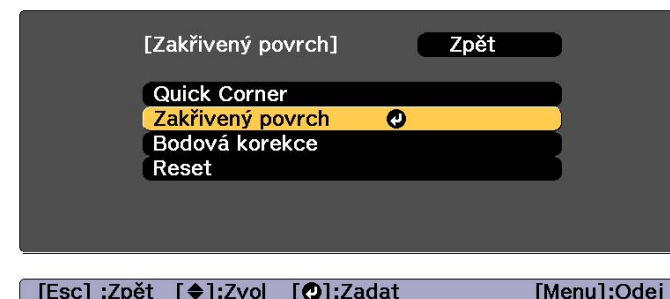 [Zakřivený povrch] Zpět
Quick Corner
Zakřivený povrch
Bodová korekce
Reset
[Esc] :Zpět [◆]:Zvol [↵]:Zadat [Menu]:Odej